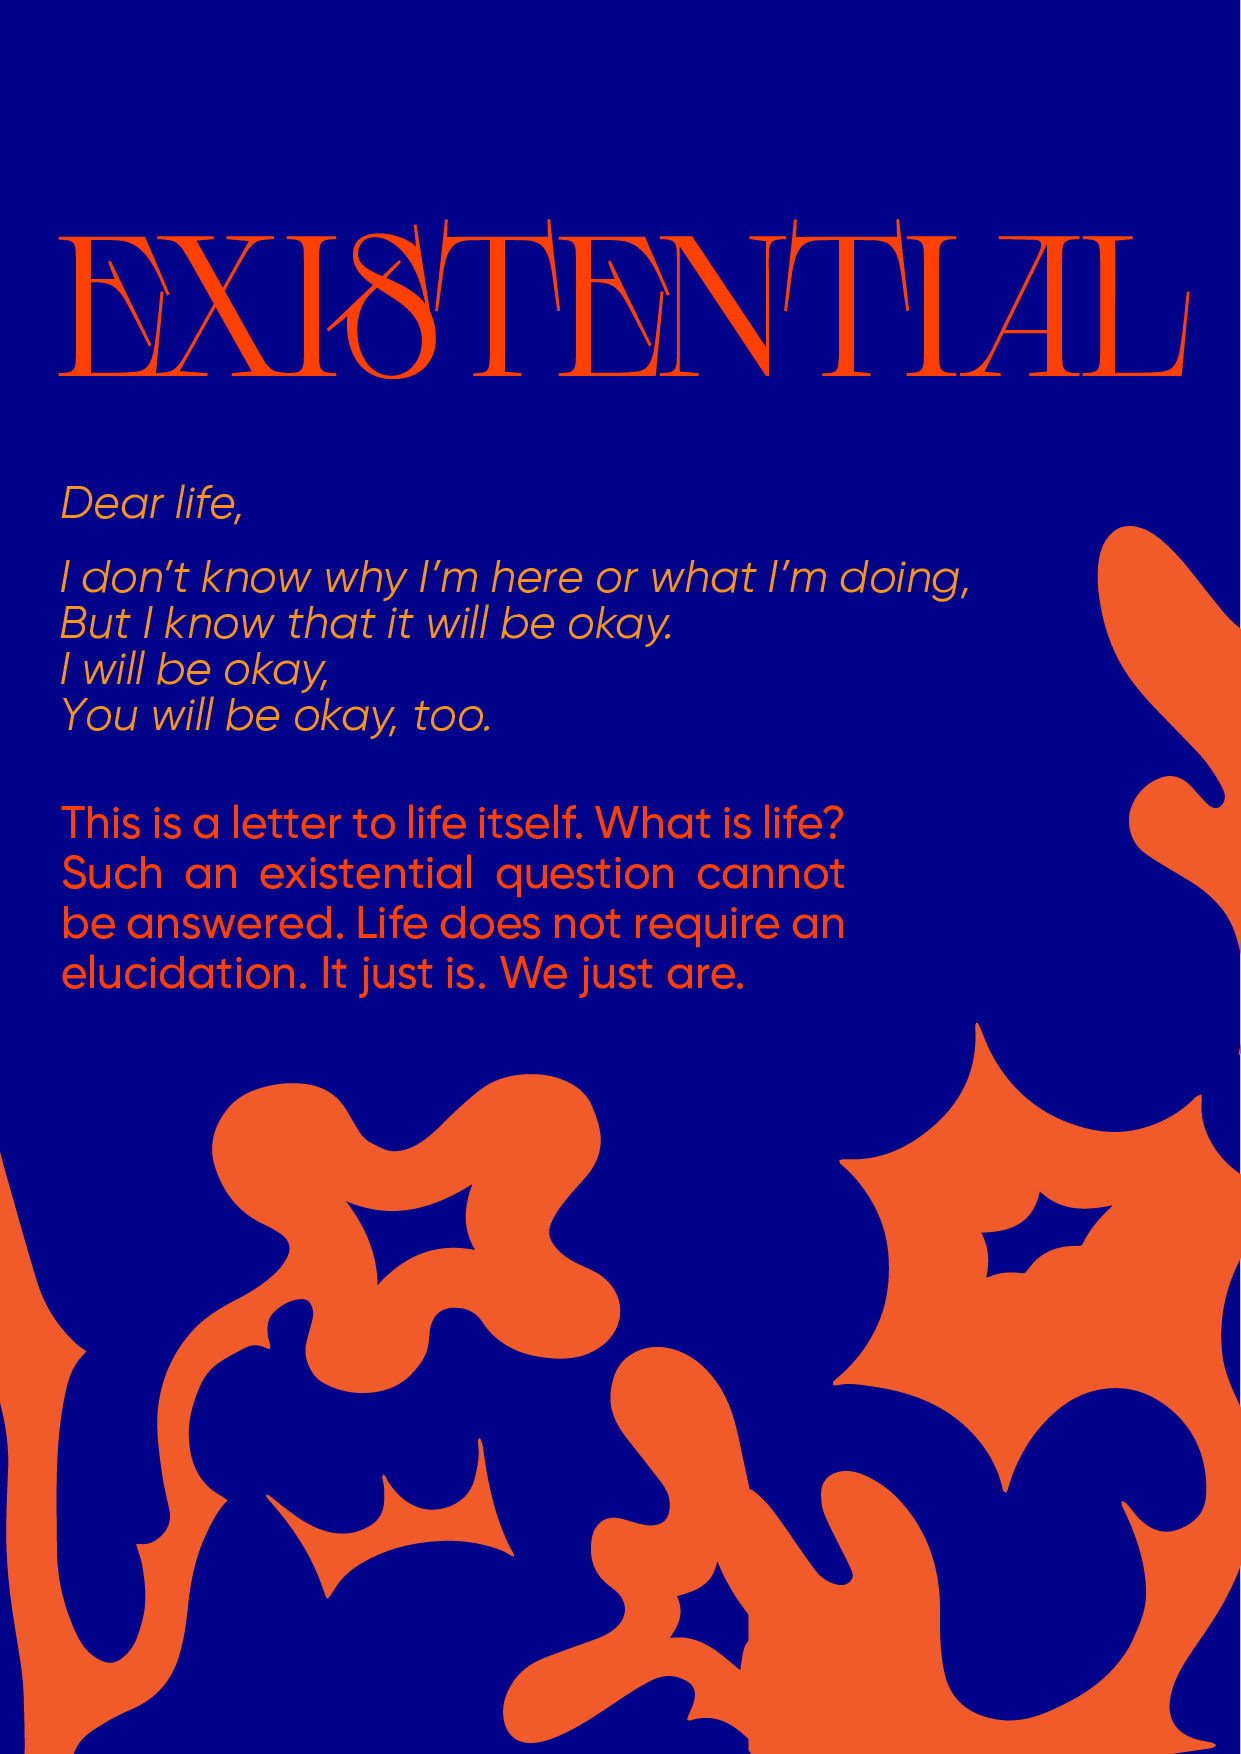 EXISTENTIAL
Dear life,
I don’t know why I’m here or what I’m doing,
But I know that it will be okay.
I will be okay,
You will be okay, too.
This is a letter to life itself. What is life?
Such an existential question cannot
be answered. Life does not require an
elucidation. It just is. We just are.